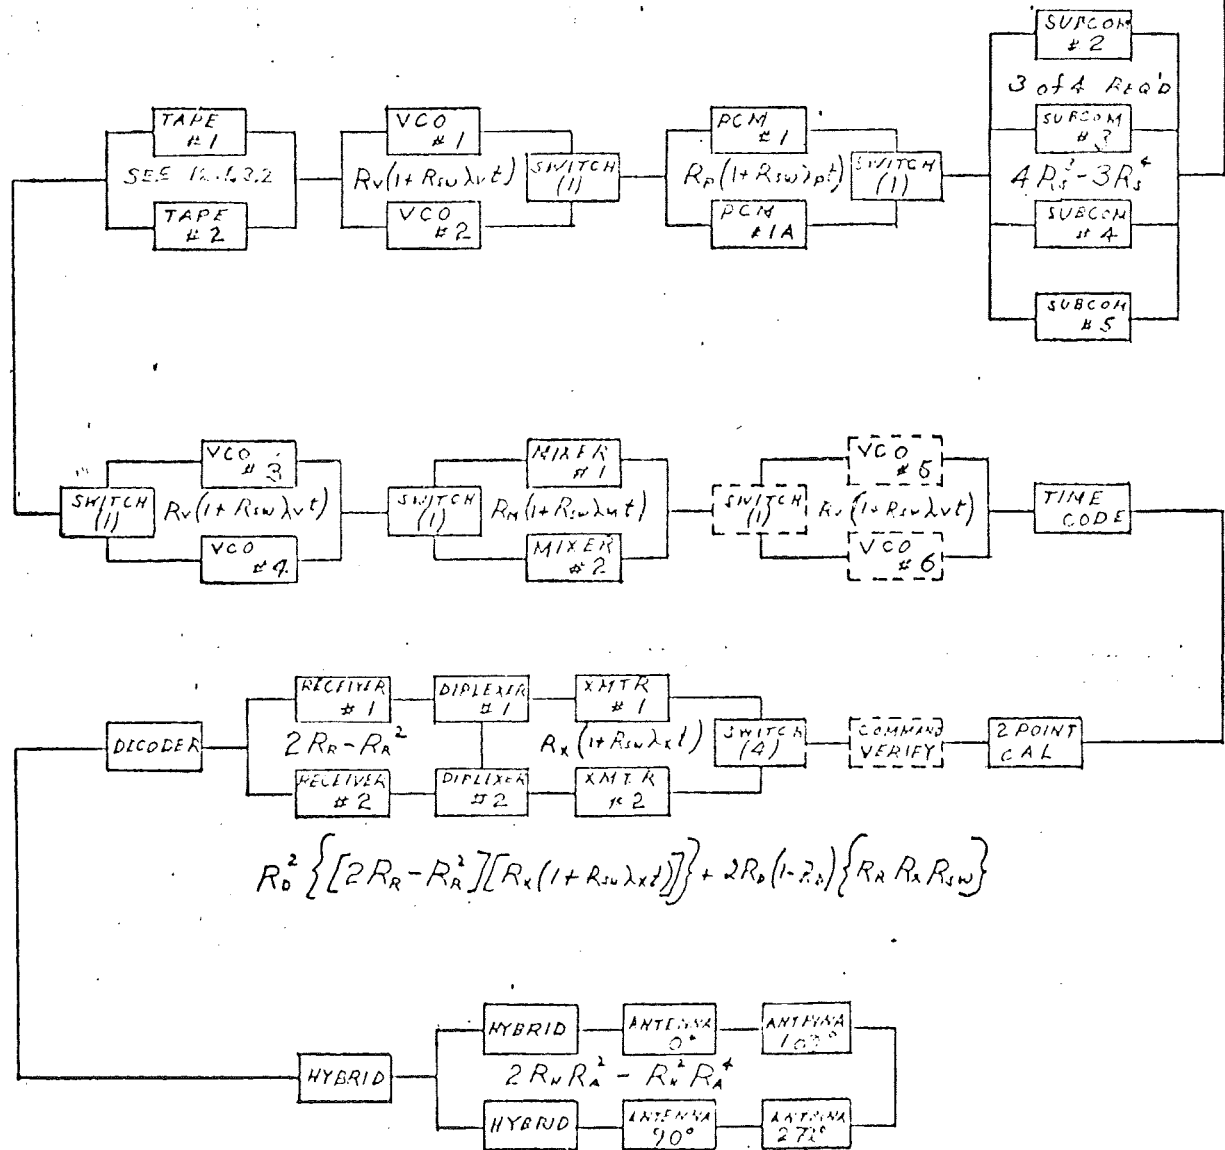 SUBCOM
#2
3 of 4 REQ'D
TAPE
#1
VCO
#1
PCM
#1
SUBCOM
#3
SEE
Rv(1+Rswλvt)
SWITCH
(1)
Rp(1+Rswλpt)
SWITCH
(1)
4Rs³-3Rs⁴
TAPE
#2
VCO
#2
PCM
#1A
SUBCOM
#4
SUBCOM
#5
VCO
#3
MIXER
#1
VCO
#5
SWITCH
(1)
Rv(1+Rswλvt)
SWITCH
(1)
RM(1+RswλMt)
SWITCH
(1)
Rv(1+Rswλvt)
TIME
CODE
VCO
#4
MIXER
#2
VCO
#6
RECEIVER
#1
DIPLEXER
#1
XMTR
#1
DECODER
2RR-RR²
Rx(1+Rswλxt)
SWITCH
(4)
COMMAND
VERIFY
2 POINT
CAL
RECEIVER
#2
DIPLEXER
#2
XMTR
#2
RD²{[2RR-RR²][Rx(1+Rswλxt)]}+2RD(1-RD){RR Rx Rsw}
HYBRID
ANTENNA
0°
ANTENNA
HYBRID
2RH RA²-RH² RA⁴
HYBRID
ANTENNA
90°
ANTENNA